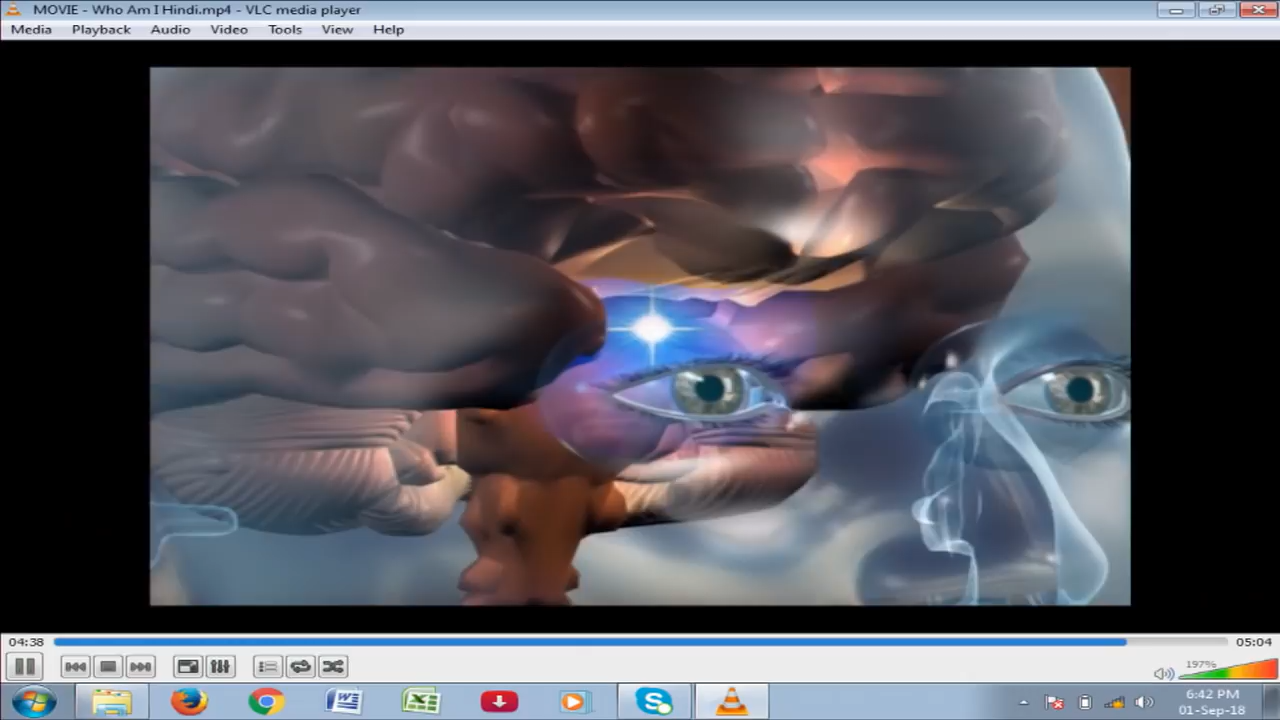 MOVIE - Who Am I Hindi.mp4 - VLC media player
Media Playback Audio Video Tools View Help
04:38 05:04
197%
6:42 PM
01-Sep-18